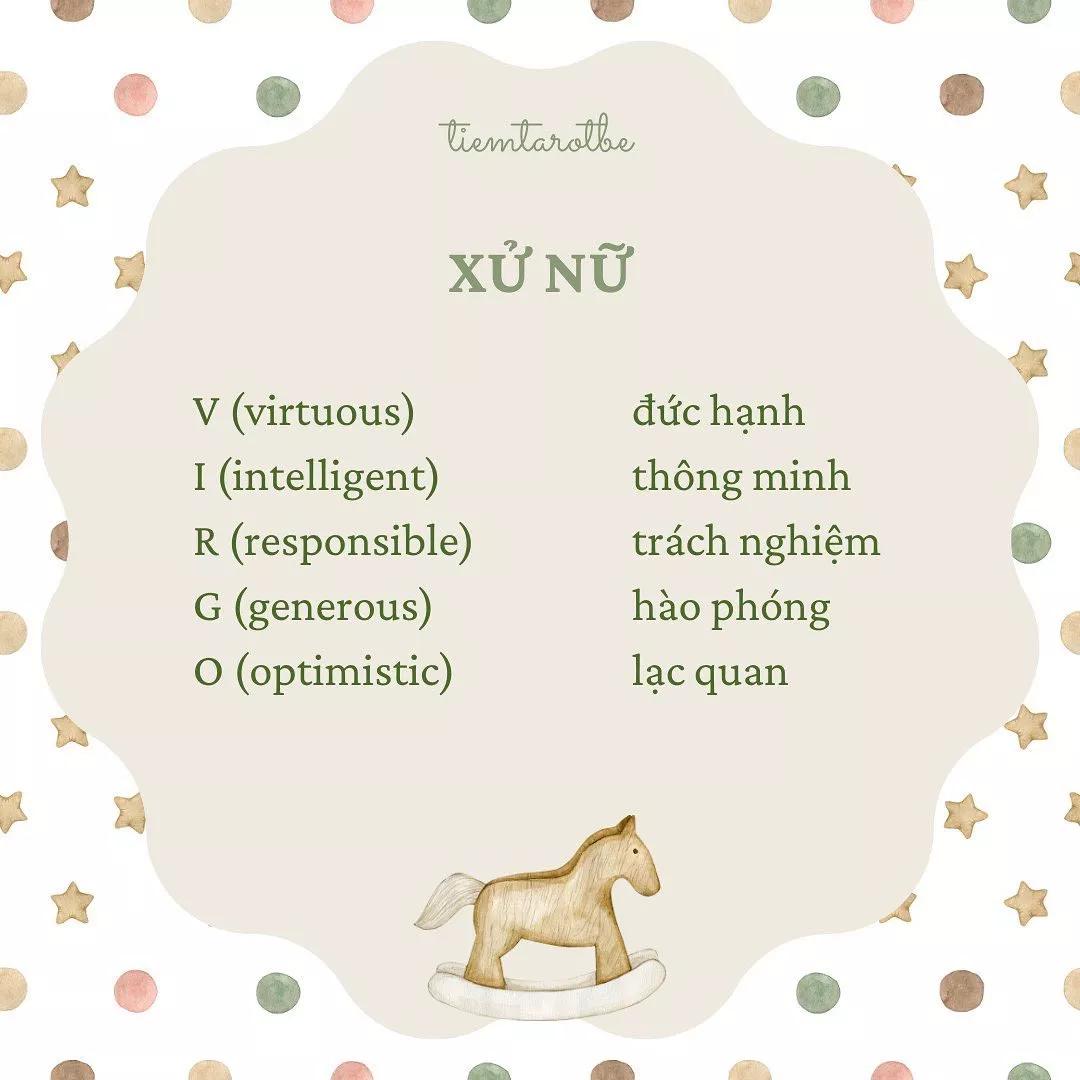 tiemtarotbe
XỬ NỮ
V (virtuous) đức hạnh
I (intelligent) thông minh
R (responsible) trách nghiệm
G (generous) hào phóng
O (optimistic) lạc quan